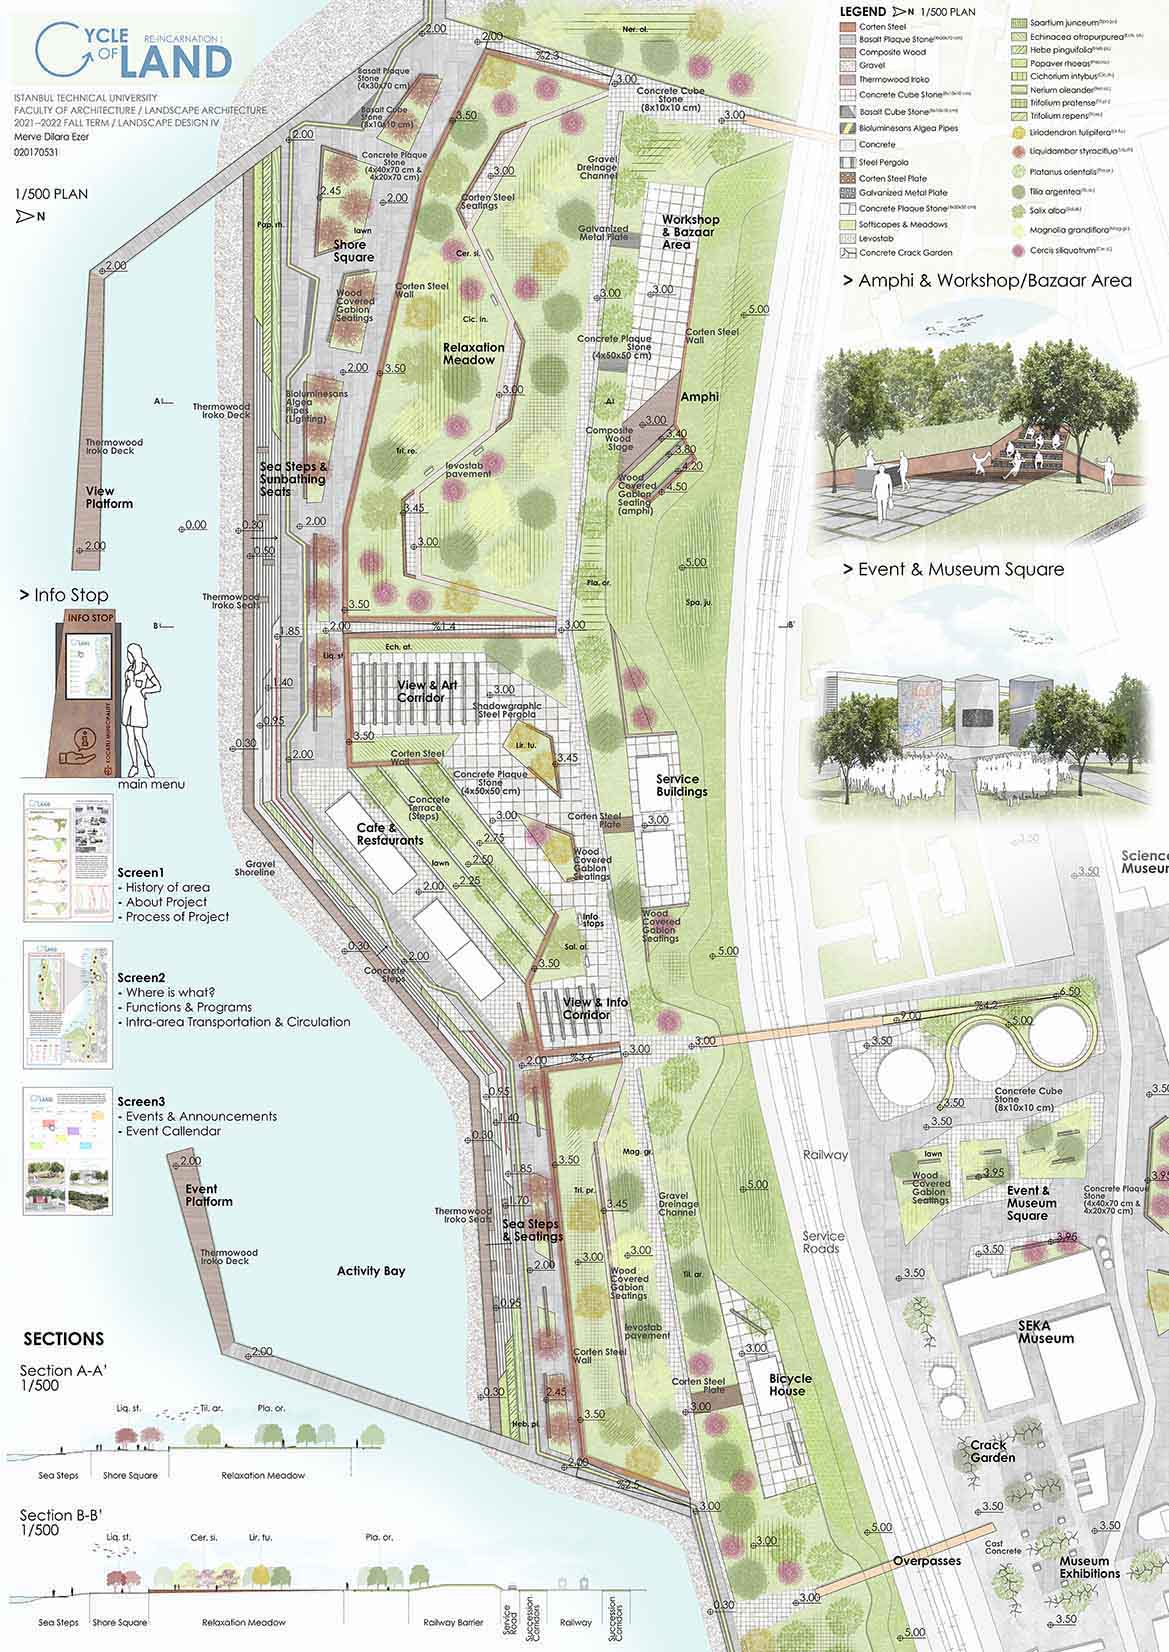 CYCLE
RE-INCARNATION :
OF LAND
ISTANBUL TECHNICAL UNIVERSITY
FACULTY OF ARCHITECTURE / LANDSCAPE ARCHITECTURE
2021–2022 FALL TERM / LANDSCAPE DESIGN IV
Merve Dilara Ezer
020170531
1/500 PLAN
N
LEGEND N 1/500 PLAN
Corten Steel
Basalt Plaque Stone
Composite Wood
Gravel
Thermowood Iroko
Concrete Cube Stone
Basalt Cube Stone
Bioluminesans Algea Pipes
Concrete
Steel Pergola
Corten Steel Plate
Galvanized Metal Plate
Concrete Plaque Stone
Softscapes & Meadows
Levostab
Concrete Crack Garden
Spartium junceum
Echinacea atropurpurea
Hebe pinguifolia
Papaver rhoeas
Cichorium intybus
Nerium oleander
Trifolium pratense
Trifolium repens
Liriodendron tulipifera
Liquidambar styraciflua
Platanus orientalis
Tilia argentea
Salix alba
Magnolia grandiflora
Cercis siliquatrum
> Amphi & Workshop/Bazaar Area
> Event & Museum Square
2.00
2.00
%2.3
Ner. ol.
3.00
Concrete Cube
Stone
(8x10x10 cm)
3.00
Basalt Plaque
Stone
(4x30x70 cm)
Basalt Cube
Stone
(8x10x10 cm)
3.50
2.00
Concrete Plaque
Stone
(4x40x70 cm &
4x20x70 cm)
3.00
Gravel
Dreinage
Channel
2.45
2.00
Corten Steel
Seatings
Pop. rh.
lawn
Shore
Square
Galvanized
Metal Plate
Workshop
& Bazaar
Area
Cer. si.
2.00
Wood
Covered
Gabion
Seatings
Corten Steel
Wall
3.00
3.00
5.00
Cic. in.
Corten Steel
Wall
Relaxation
Meadow
Concrete Plaque
Stone
(4x50x50 cm)
2.00
3.50
3.00
A
Thermowood
Iroko Deck
Bioluminesans
Algea
Pipes
(Lighting)
A'
Amphi
3.00
Composite
Wood
Stage
3.40
3.80
4.20
4.50
Thermowood
Iroko Deck
Tri. re.
levostab
pavement
Sea Steps &
Sunbathing
Seats
Wood
Covered
Gabion
Seating
(amphi)
View
Platform
3.45
0.00
0.30
2.00
0.50
3.00
2.00
5.00
Pla. or.
Thermowood
Iroko Seats
3.50
Spa. ju.
B
1.85
2.00
%1.4
3.00
B'
Ech. at.
Liq. st.
View & Art
Corridor
3.00
1.40
Shadowgraphic
Steel Pergola
0.95
3.50
Lir. tu.
0.30
2.00
Corten Steel
Wall
3.45
Concrete Plaque
Stone
(4x50x50 cm)
Service
Buildings
Concrete
Terrace
(Steps)
3.00
Corten Steel
Plate
3.00
Cafe &
Restaurants
2.75
lawn
2.50
Wood
Covered
Gabion
Seatings
Gravel
Shoreline
2.25
2.00
Info
stops
Wood
Covered
Gabion
Seatings
Sal. al.
0.30
2.00
Concrete
Steps
3.50
5.00
View & Info
Corridor
2.00
%3.6
3.00
3.00
0.95
1.40
0.30
1.85
3.50
Mag. gr.
Tri. pr.
1.70
3.45
Gravel
Dreinage
Channel
5.00
Thermowood
Iroko Seats
Sea Steps
& Seatings
2.00
3.00
3.00
Wood
Covered
Gabion
Seatings
Til. ar.
0.95
levostab
pavement
Corten Steel
Wall
3.00
Corten Steel
Plate
Bicycle
House
0.30
2.45
3.00
3.50
Heb. pi.
2.00
%2.5
3.00
3.00
5.00
0.30
3.00
5.00
> Info Stop
INFO STOP
KOCAELI MUNICIPALITY
main menu
Screen1
- History of area
- About Project
- Process of Project
Screen2
- Where is what?
- Functions & Programs
- Intra-area Transportation & Circulation
Screen3
- Events & Announcements
- Event Callendar
2.00
Event
Platform
Thermowood
Iroko Deck
Activity Bay
2.00
3.50
3.50
Science
Museum
9.00
%4.2
6.50
5.00
3.50
3.50
Concrete Cube
Stone
(8x10x10 cm)
3.50
3.50
Railway
lawn
Wood
Covered
Gabion
Seatings
3.95
Event &
Museum
Square
Concrete Plaque
Stone
(4x40x70 cm &
4x20x70 cm)
3.95
Service
Roads
3.50
3.95
3.50
SEKA
Museum
Crack
Garden
3.50
3.50
Cast
Concrete
Overpasses
Museum
Exhibitions
3.50
SECTIONS
Section A-A'
1/500
Liq. st.
Til. ar.
Pla. or.
Sea Steps
Shore Square
Relaxation Meadow
Section B-B'
1/500
Liq. st.
Cer. si.
Lir. tu.
Pla. or.
Sea Steps
Shore Square
Relaxation Meadow
Railway Barrier
Service
Road
Succession
Corridors
Railway
Succession
Corridors